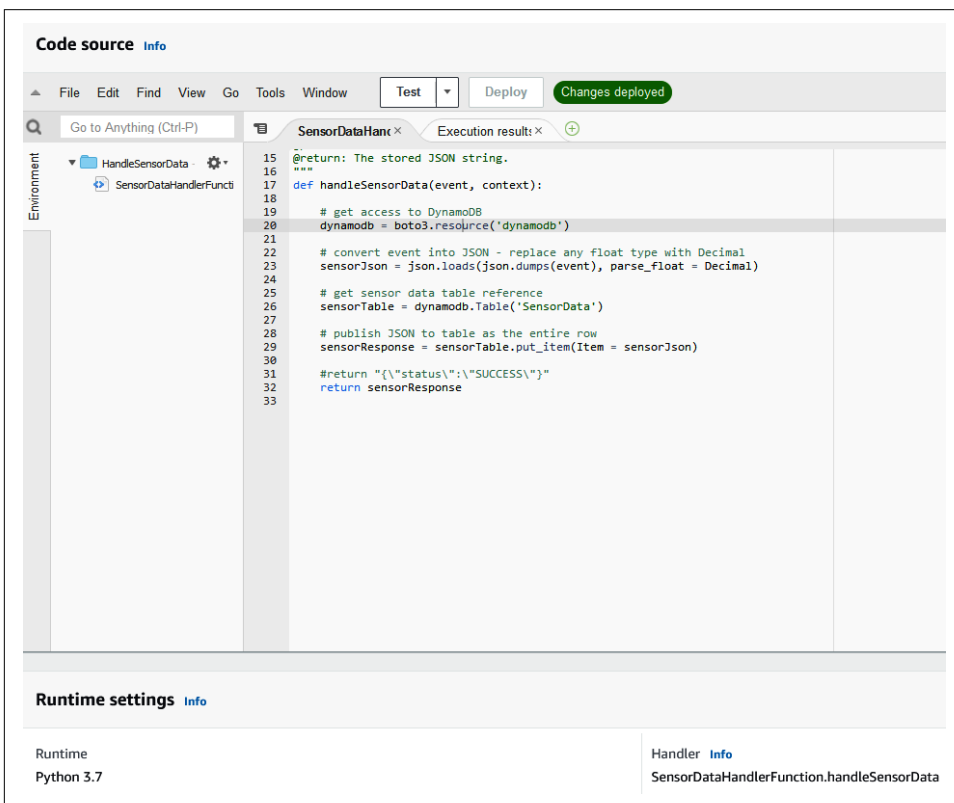 Code source Info
File Edit Find View Go Tools Window Test Deploy Changes deployed
Go to Anything (Ctrl-P)
SensorDataHanc × Execution results ×
Environment
HandleSensorData -
SensorDataHandlerFuncti
15 @return: The stored JSON string.
16 """
17 def handleSensorData(event, context):
18
19 # get access to DynamoDB
20 dynamodb = boto3.resource('dynamodb')
21
22 # convert event into JSON - replace any float type with Decimal
23 sensorJson = json.loads(json.dumps(event), parse_float = Decimal)
24
25 # get sensor data table reference
26 sensorTable = dynamodb.Table('SensorData')
27
28 # publish JSON to table as the entire row
29 sensorResponse = sensorTable.put_item(Item = sensorJson)
30
31 #return "{\"status\":\"SUCCESS\"}"
32 return sensorResponse
33
Runtime settings Info
Runtime
Python 3.7
Handler Info
SensorDataHandlerFunction.handleSensorData